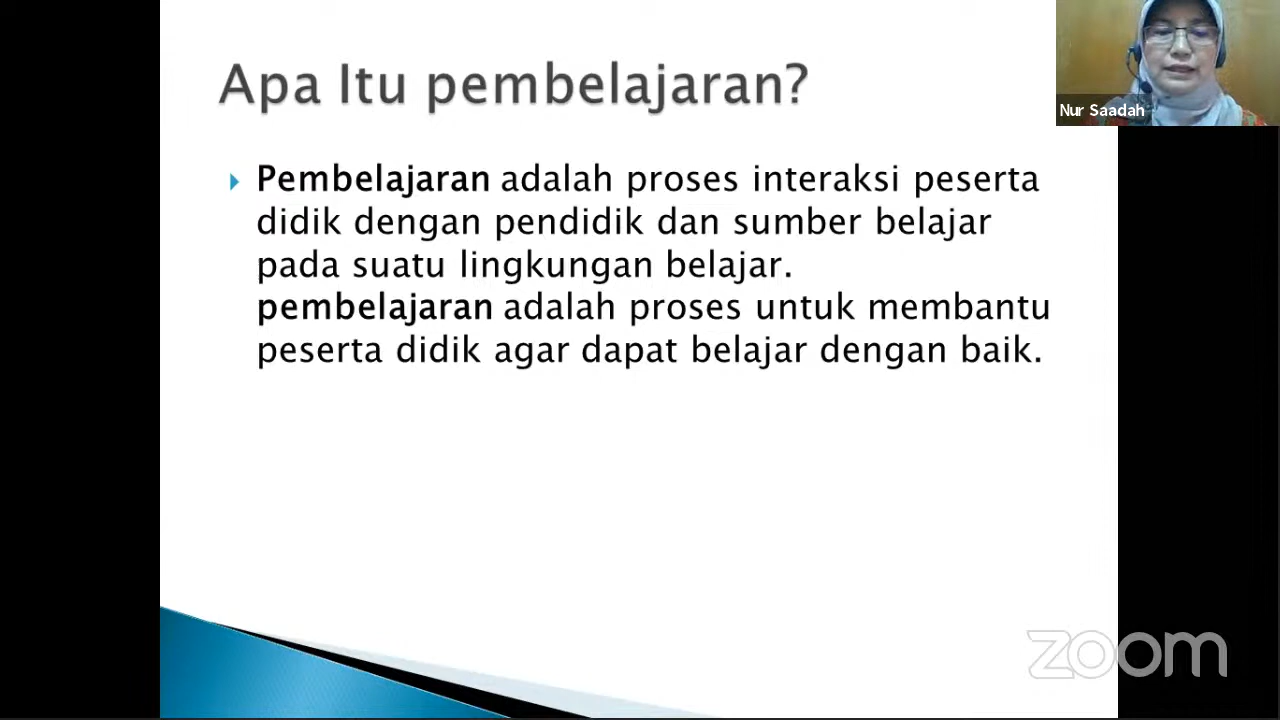 Apa Itu pembelajaran?
Nur Saadah
Pembelajaran adalah proses interaksi peserta
didik dengan pendidik dan sumber belajar
pada suatu lingkungan belajar.
pembelajaran adalah proses untuk membantu
peserta didik agar dapat belajar dengan baik.
zoom